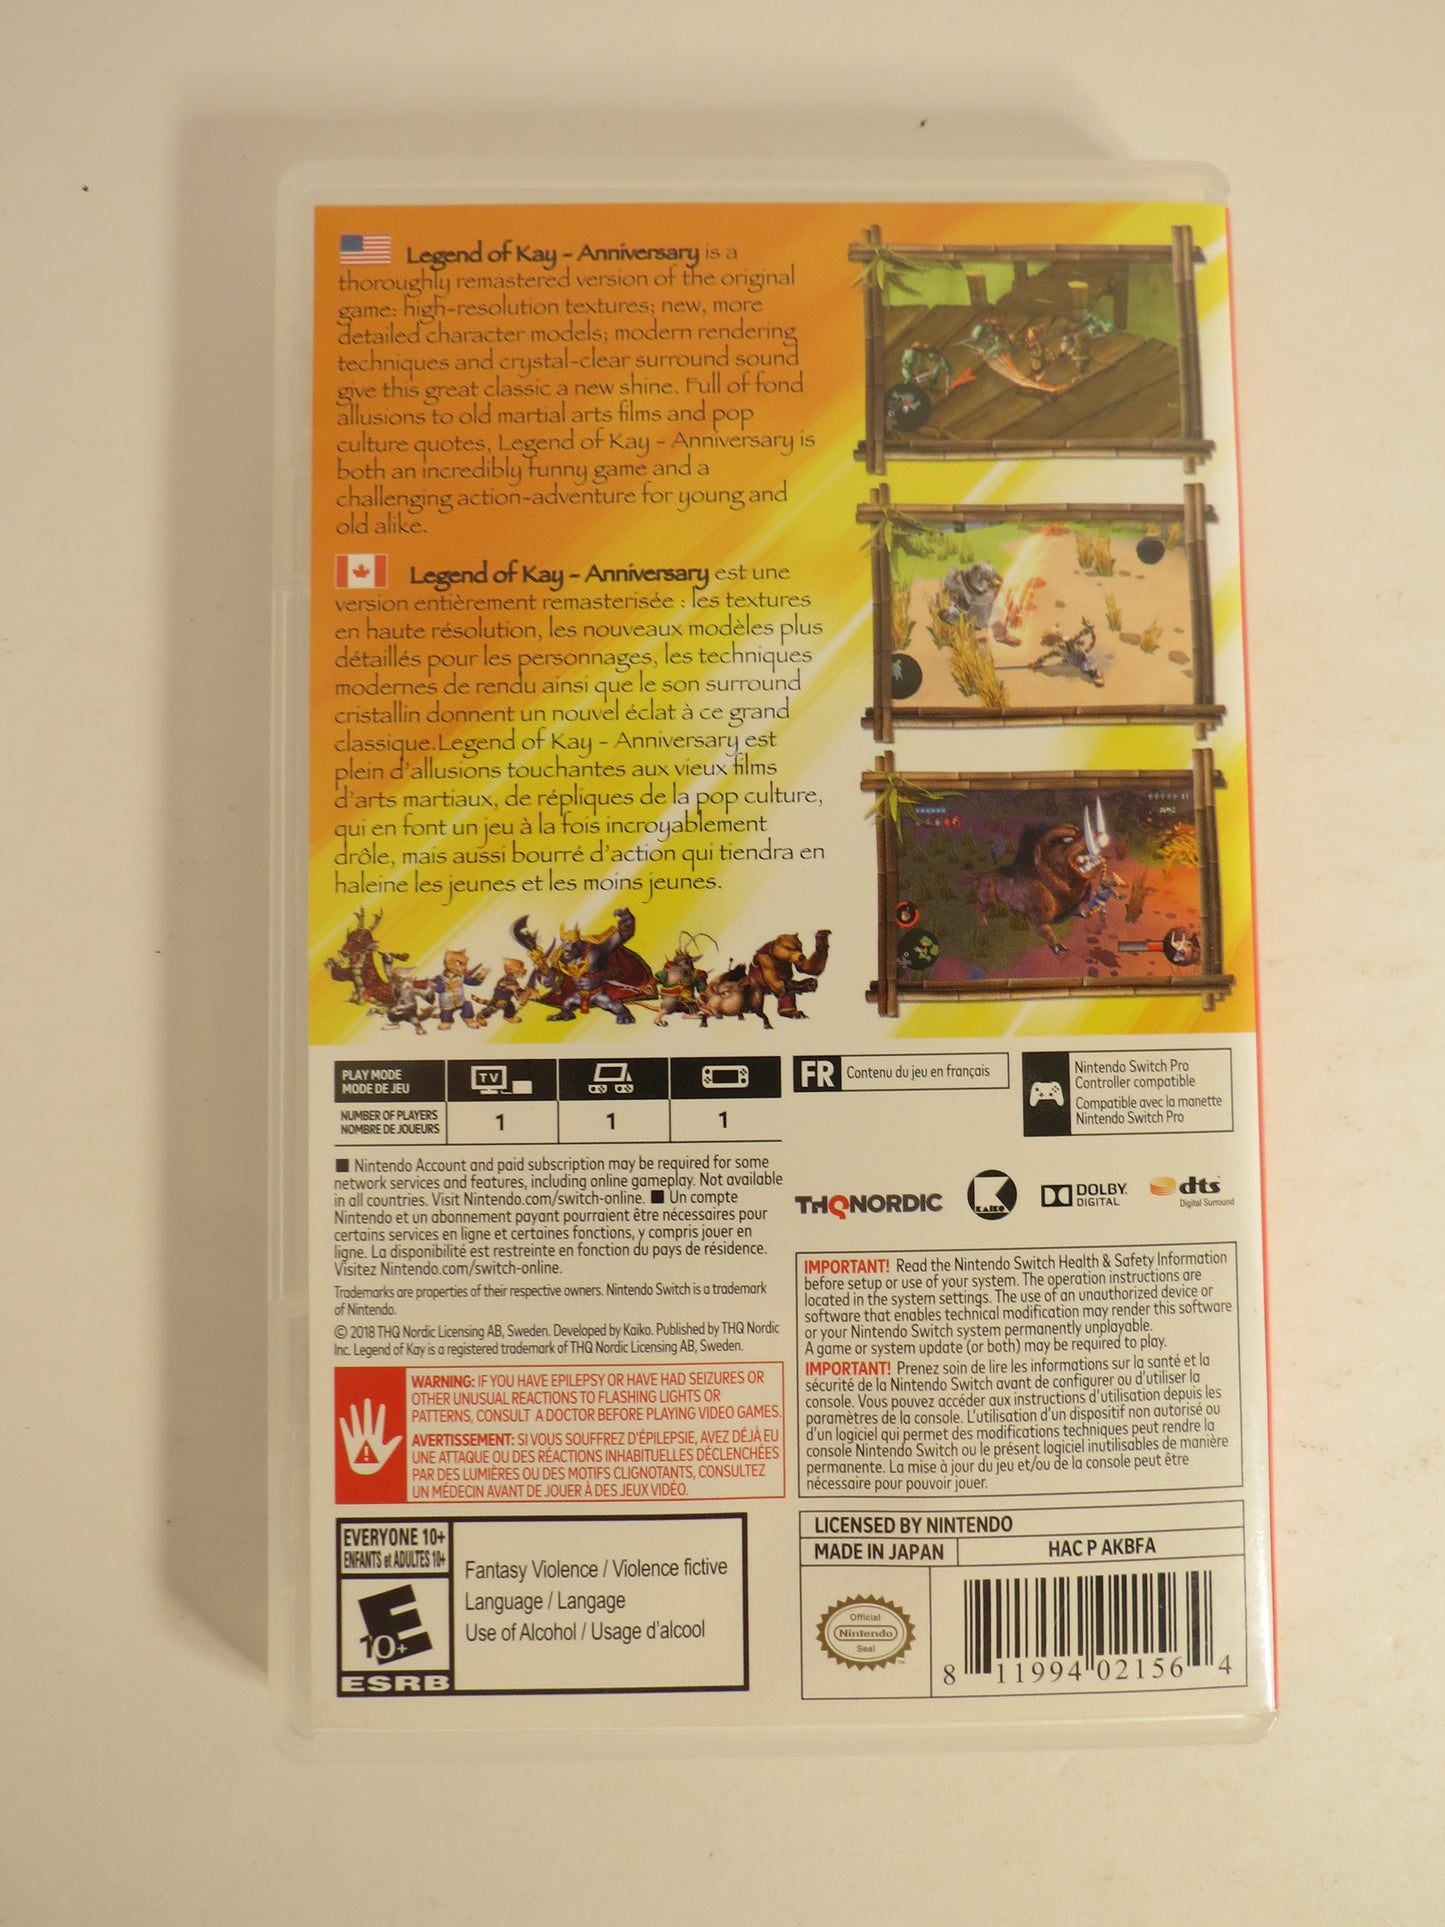 Legend of Kay - Anniversary is a
thoroughly remastered version of the original
game: high-resolution textures; new, more
detailed character models; modern rendering
techniques and crystal-clear surround sound
give this great classic a new shine. Full of fond
allusions to old martial arts films and pop
culture quotes, Legend of Kay - Anniversary is
both an incredibly funny game and a
challenging action-adventure for young and
old alike.
Legend of Kay - Anniversary est une
version entièrement remasterisée : les textures
en haute résolution, les nouveaux modèles plus
détaillés pour les personnages, les techniques
modernes de rendu ainsi que le son surround
cristallin donnent un nouvel éclat à ce grand
classique.Legend of Kay - Anniversary est
plein d'allusions touchantes aux vieux films
d'arts martiaux, de répliques de la pop culture,
qui en font un jeu à la fois incroyablement
drôle, mais aussi bourré d'action qui tiendra en
haleine les jeunes et les moins jeunes.
PLAY MODE
MODE DE JEU
TV
NUMBER OF PLAYERS
NOMBRE DE JOUEURS
1 1 1
FR Contenu du jeu en français
Nintendo Switch Pro
Controller compatible
Compatible avec la manette
Nintendo Switch Pro
■ Nintendo Account and paid subscription may be required for some
network services and features, including online gameplay. Not available
in all countries. Visit Nintendo.com/switch-online. ■ Un compte
Nintendo et un abonnement payant pourraient être nécessaires pour
certains services en ligne et certaines fonctions, y compris jouer en
ligne. La disponibilité est restreinte en fonction du pays de résidence.
Visitez Nintendo.com/switch-online.
Trademarks are properties of their respective owners. Nintendo Switch is a trademark
of Nintendo.
© 2018 THQ Nordic Licensing AB, Sweden. Developed by Kaiko. Published by THQ Nordic
Inc. Legend of Kay is a registered trademark of THQ Nordic Licensing AB, Sweden.
THQNORDIC
KAIKO
DOLBY
DIGITAL
dts
Digital Surround
WARNING: IF YOU HAVE EPILEPSY OR HAVE HAD SEIZURES OR
OTHER UNUSUAL REACTIONS TO FLASHING LIGHTS OR
PATTERNS, CONSULT A DOCTOR BEFORE PLAYING VIDEO GAMES.
AVERTISSEMENT: SI VOUS SOUFFREZ D'ÉPILEPSIE, AVEZ DÉJÀ EU
UNE ATTAQUE OU DES RÉACTIONS INHABITUELLES DÉCLENCHÉES
PAR DES LUMIÈRES OU DES MOTIFS CLIGNOTANTS, CONSULTEZ
UN MÉDECIN AVANT DE JOUER À DES JEUX VIDÉO.
IMPORTANT! Read the Nintendo Switch Health & Safety Information
before setup or use of your system. The operation instructions are
located in the system settings. The use of an unauthorized device or
software that enables technical modification may render this software
or your Nintendo Switch system permanently unplayable.
A game or system update (or both) may be required to play.
IMPORTANT! Prenez soin de lire les informations sur la santé et la
sécurité de la Nintendo Switch avant de configurer ou d'utiliser la
console. Vous pouvez accéder aux instructions d'utilisation depuis les
paramètres de la console. L'utilisation d'un dispositif non autorisé ou
d'un logiciel qui permet des modifications techniques peut rendre la
console Nintendo Switch ou le présent logiciel inutilisables de manière
permanente. La mise à jour du jeu et/ou de la console peut être
nécessaire pour pouvoir jouer.
EVERYONE 10+
ENFANTS et ADULTES 10+
E
10+
ESRB
Fantasy Violence / Violence fictive
Language / Langage
Use of Alcohol / Usage d'alcool
LICENSED BY NINTENDO
MADE IN JAPAN HAC P AKBFA
Official
Nintendo
Seal
TM
8 11994 02156 4